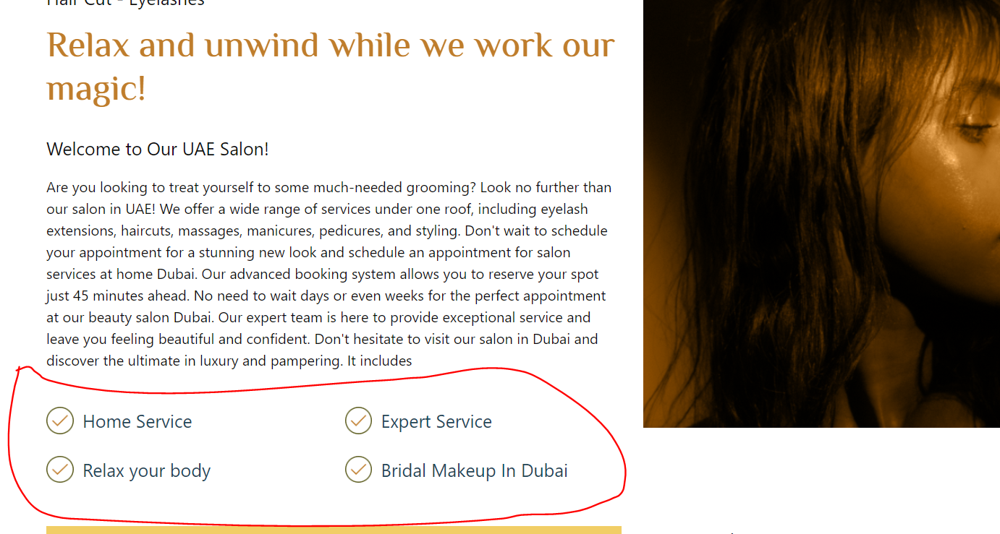 Hair Cut - Eyelashes
Relax and unwind while we work our
magic!
Welcome to Our UAE Salon!
Are you looking to treat yourself to some much-needed grooming? Look no further than
our salon in UAE! We offer a wide range of services under one roof, including eyelash
extensions, haircuts, massages, manicures, pedicures, and styling. Don't wait to schedule
your appointment for a stunning new look and schedule an appointment for salon
services at home Dubai. Our advanced booking system allows you to reserve your spot
just 45 minutes ahead. No need to wait days or even weeks for the perfect appointment
at our beauty salon Dubai. Our expert team is here to provide exceptional service and
leave you feeling beautiful and confident. Don't hesitate to visit our salon in Dubai and
discover the ultimate in luxury and pampering. It includes
Home Service
Expert Service
Relax your body
Bridal Makeup In Dubai